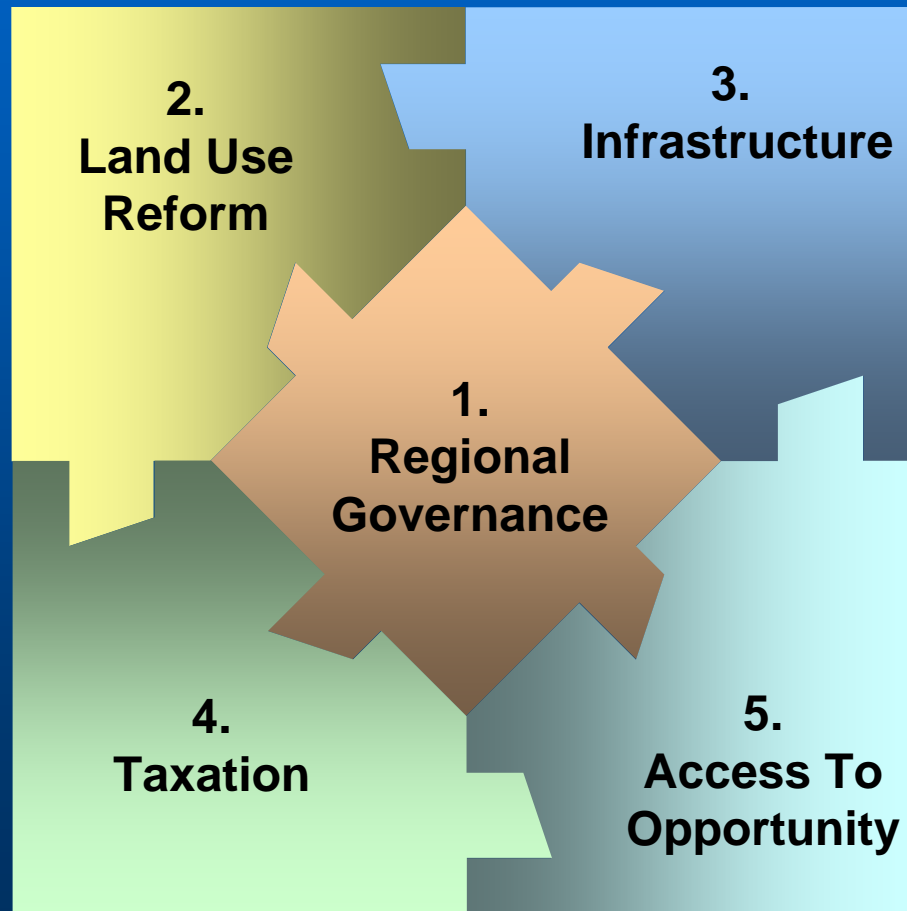 2.
Land Use
Reform
3.
Infrastructure
1.
Regional
Governance
4.
Taxation
5.
Access To
Opportunity